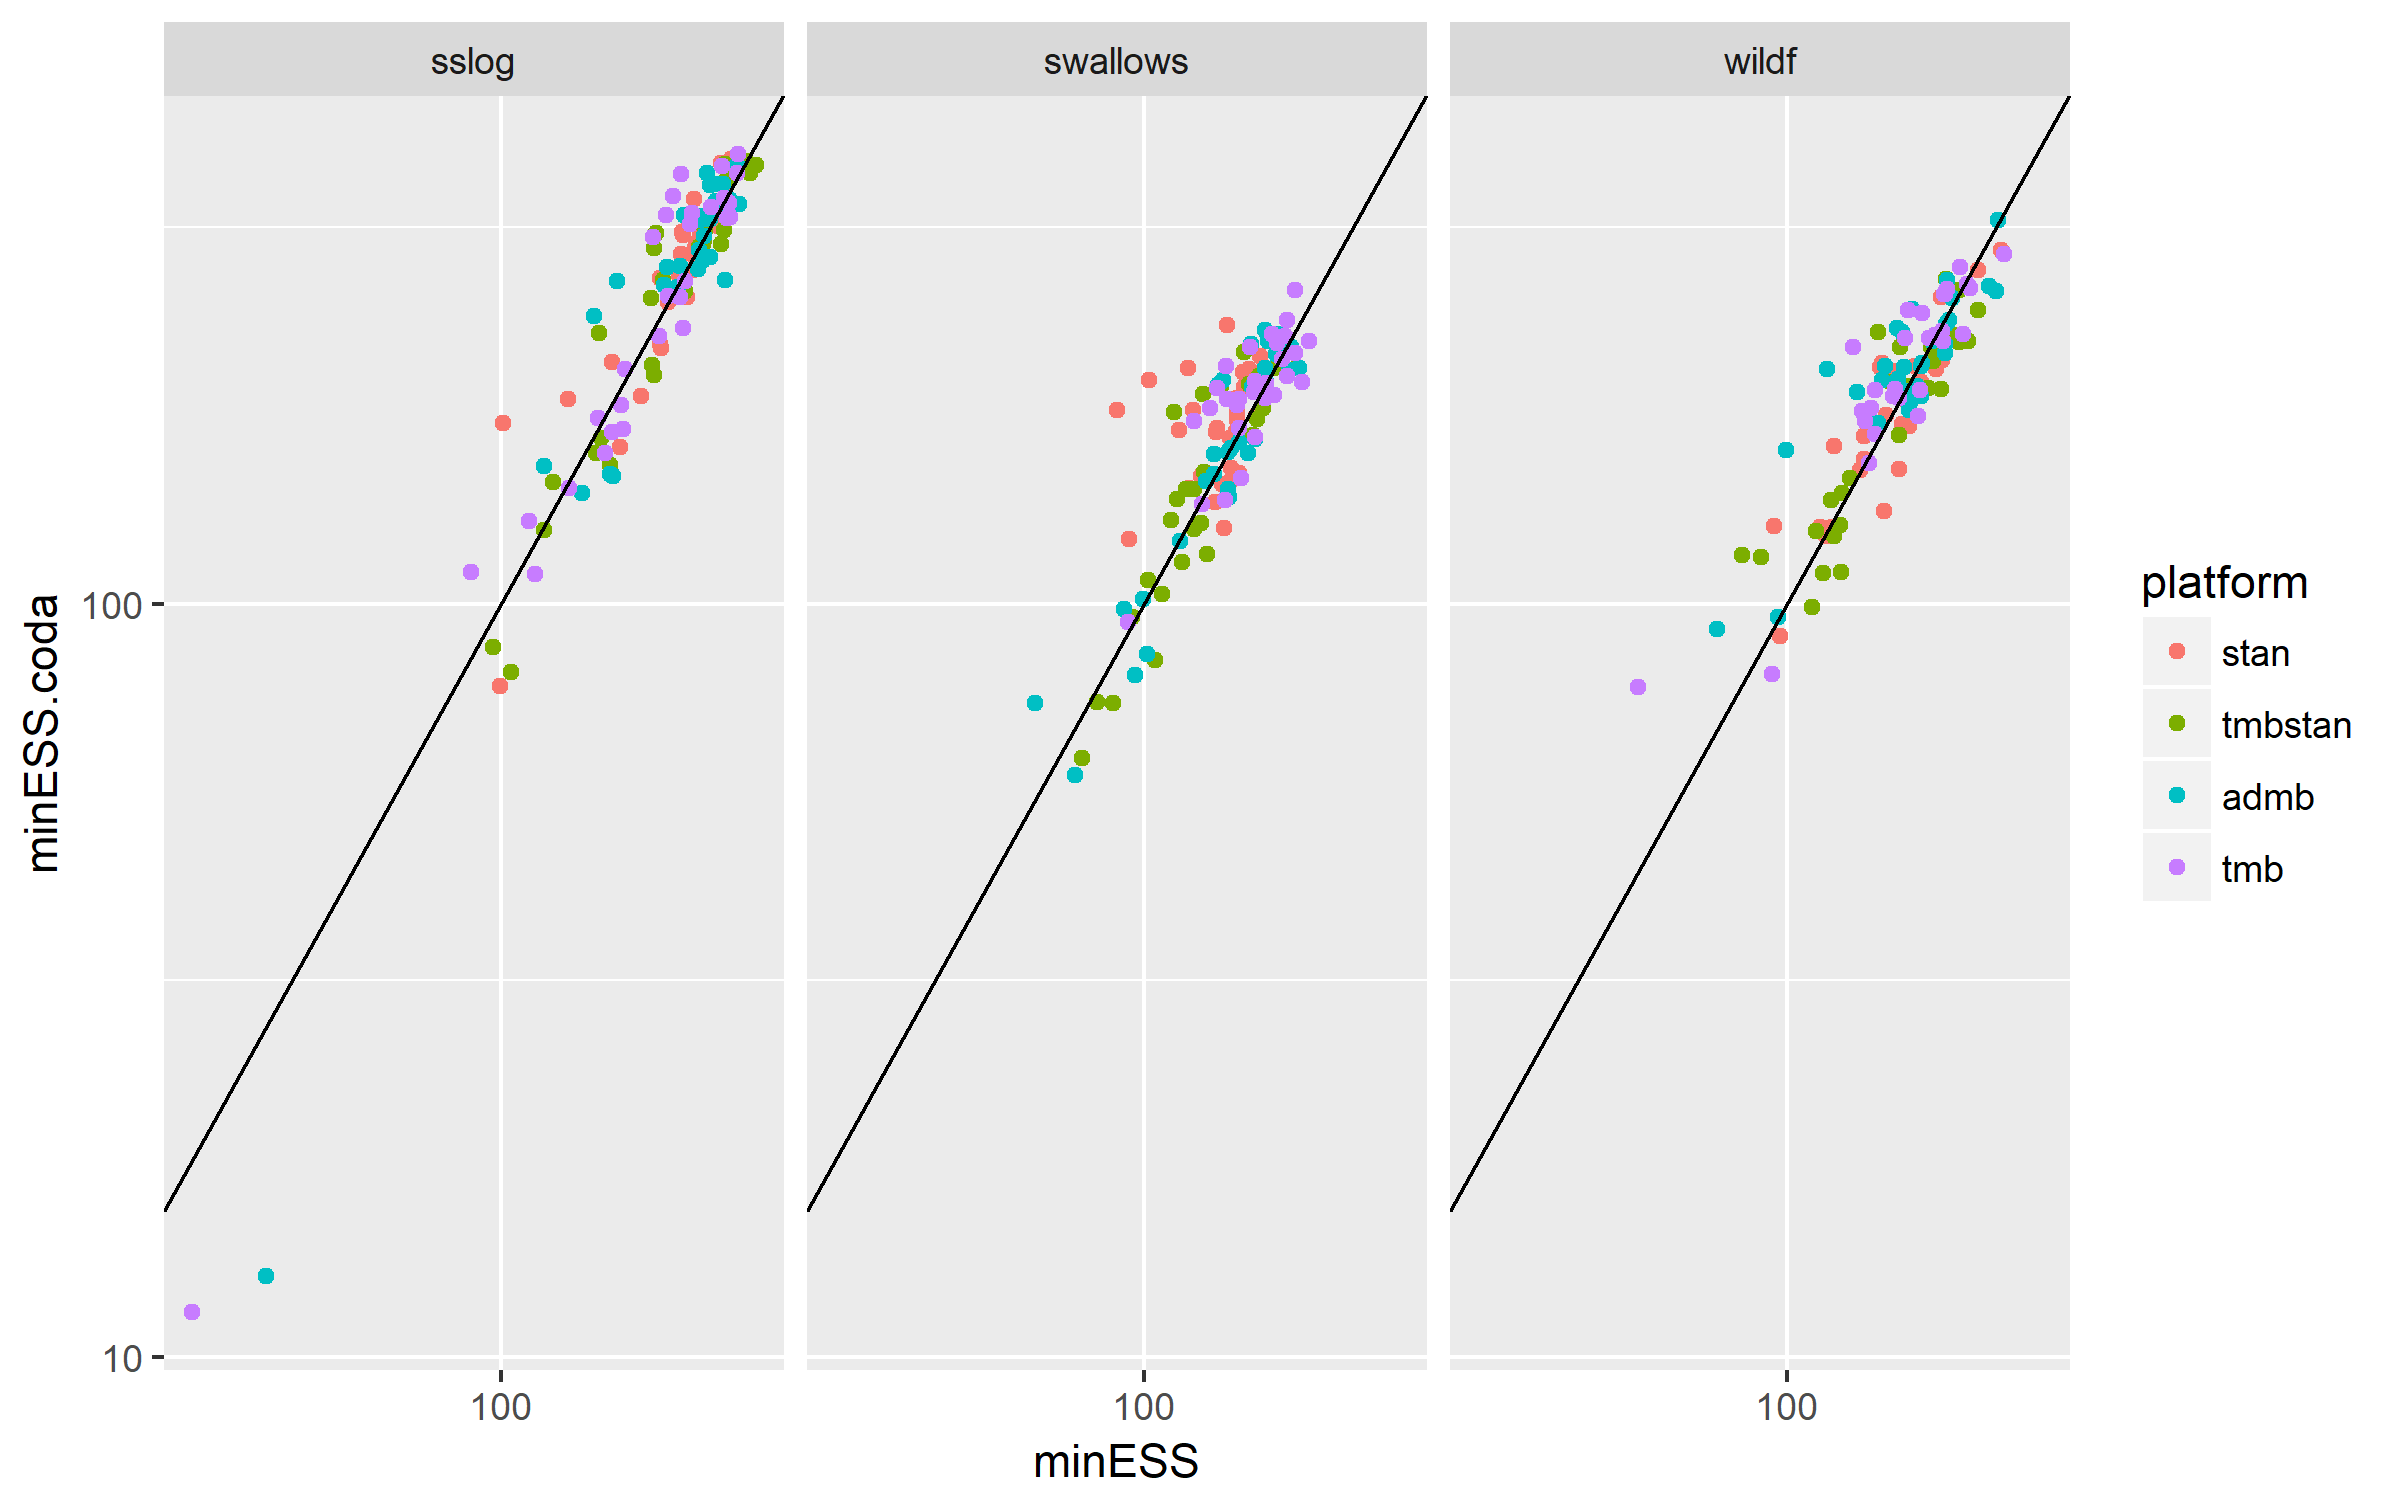 sslog swallows wildf
minESS.coda
100
10
100 100 100
minESS
platform
stan
tmbstan
admb
tmb